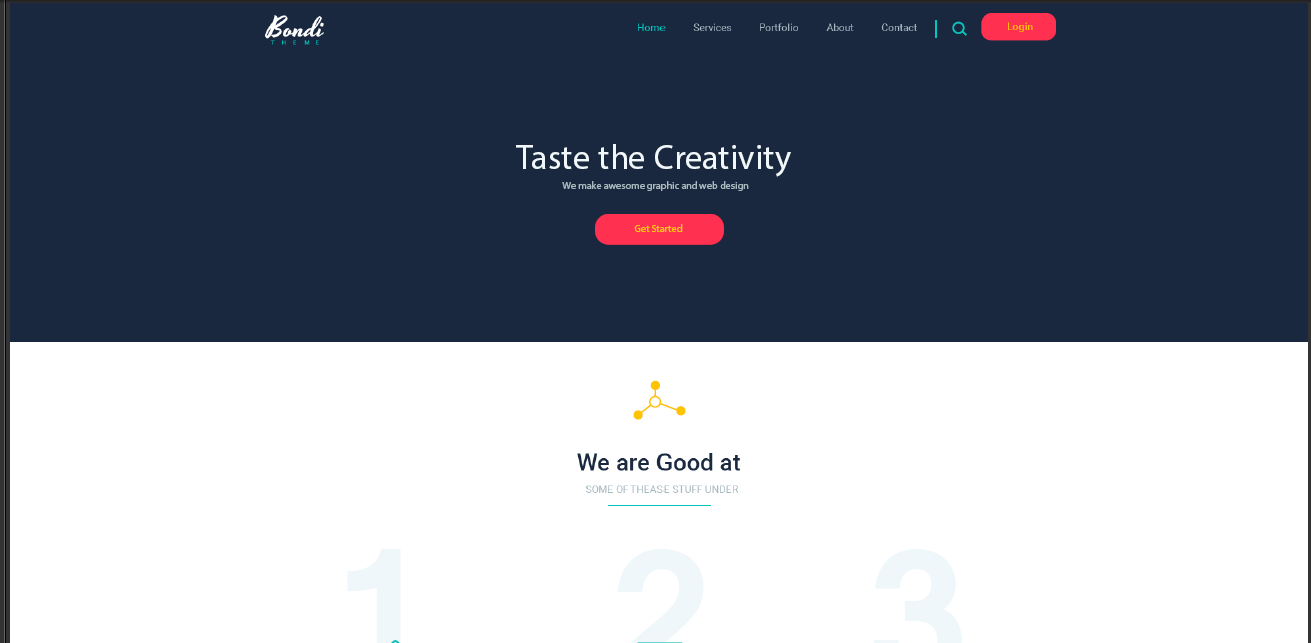 Bondi
THEME
Home Services Portfolio About Contact Login
Taste the Creativity
We make awesome graphic and web design
Get Started
We are Good at
SOME OF THEASE STUFF UNDER
1 2 3